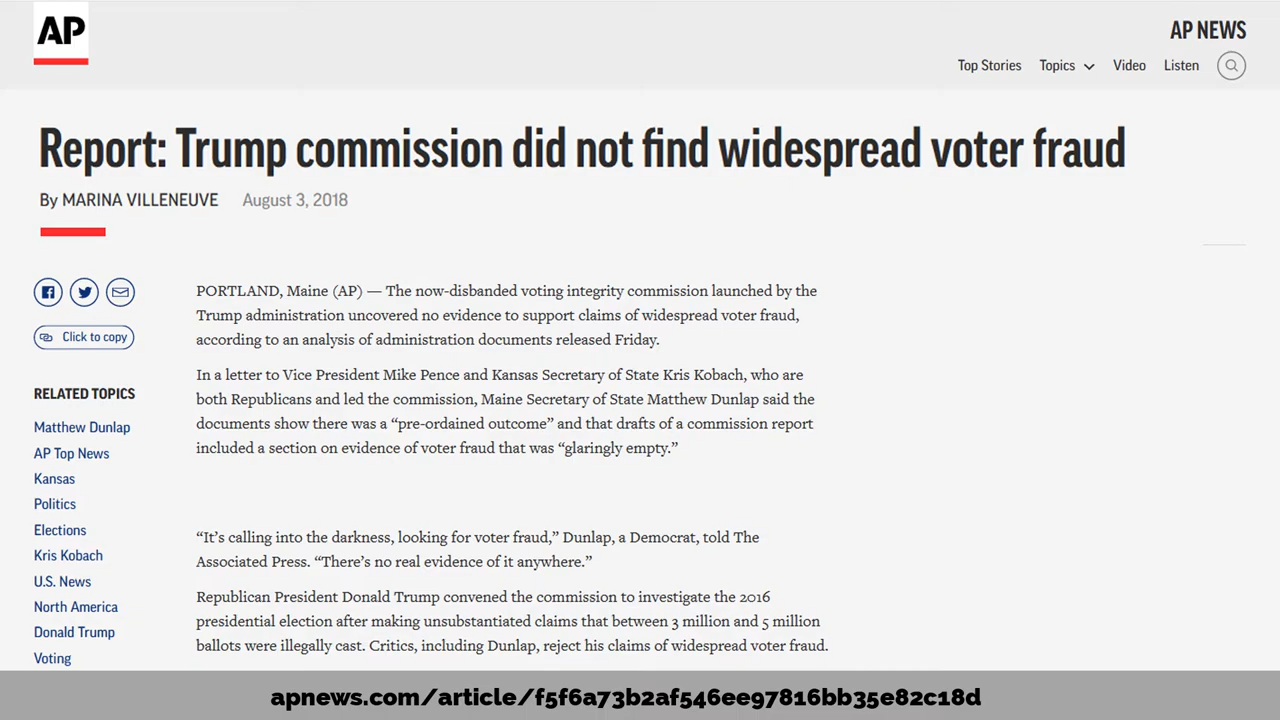 AP
AP NEWS
Top Stories Topics Video Listen
Report: Trump commission did not find widespread voter fraud
By MARINA VILLENEUVE August 3, 2018
Click to copy
RELATED TOPICS
Matthew Dunlap
AP Top News
Kansas
Politics
Elections
Kris Kobach
U.S. News
North America
Donald Trump
Voting
PORTLAND, Maine (AP) — The now-disbanded voting integrity commission launched by the
Trump administration uncovered no evidence to support claims of widespread voter fraud,
according to an analysis of administration documents released Friday.
In a letter to Vice President Mike Pence and Kansas Secretary of State Kris Kobach, who are
both Republicans and led the commission, Maine Secretary of State Matthew Dunlap said the
documents show there was a “pre-ordained outcome” and that drafts of a commission report
included a section on evidence of voter fraud that was “glaringly empty.”
“It’s calling into the darkness, looking for voter fraud,” Dunlap, a Democrat, told The
Associated Press. “There’s no real evidence of it anywhere.”
Republican President Donald Trump convened the commission to investigate the 2016
presidential election after making unsubstantiated claims that between 3 million and 5 million
ballots were illegally cast. Critics, including Dunlap, reject his claims of widespread voter fraud.
apnews.com/article/f5f6a73b2af546ee97816bb35e82c18d